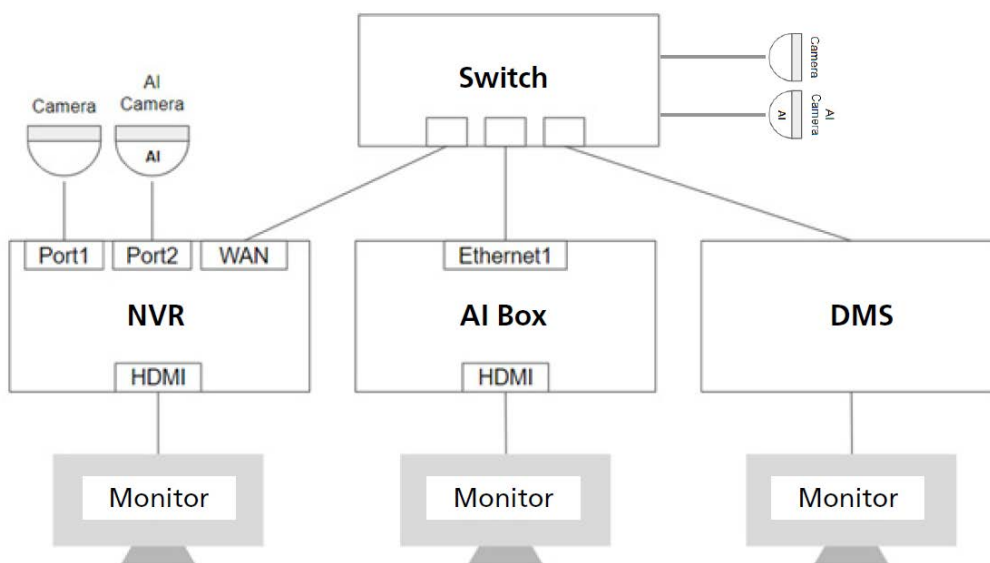 Switch
Camera
AI
Camera
AI
Camera
AI
Camera
AI
AI
Port1
Port2
WAN
Ethernet1
NVR
AI Box
DMS
HDMI
HDMI
Monitor
Monitor
Monitor